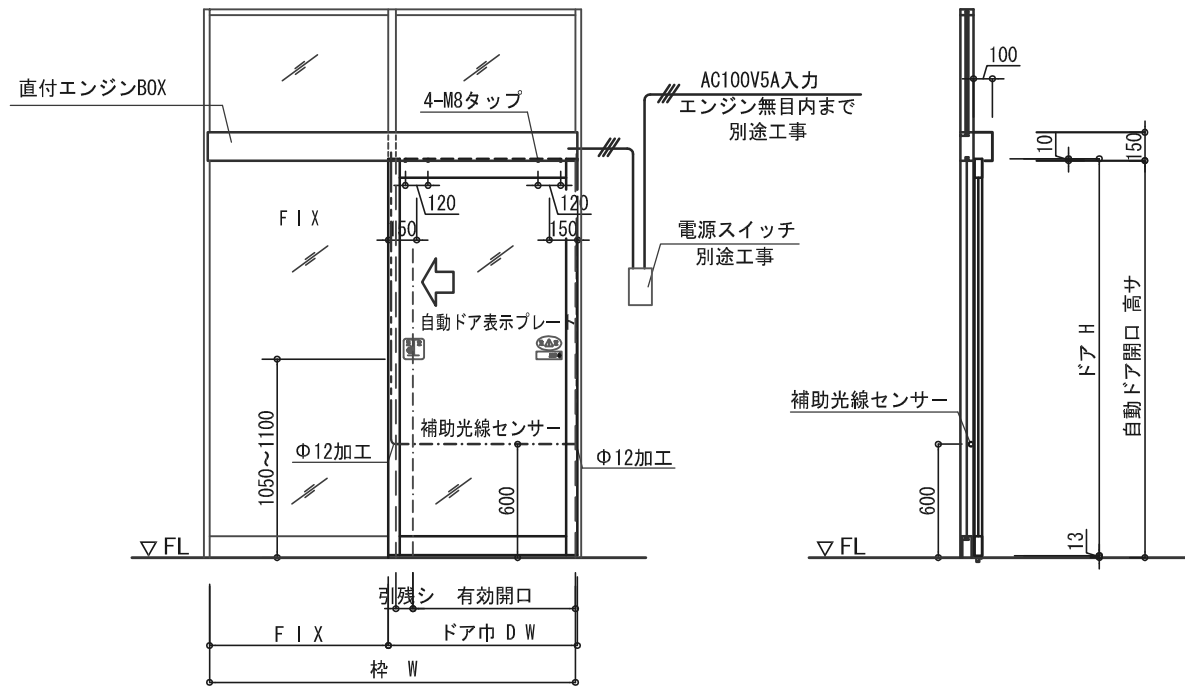 直付エンジンBOX
4-M8タップ
AC100V5A入力
エンジン無目内まで
別途工事
120
120
150
150
FIX
電源スイッチ
別途工事
自動ドア表示プレート
補助光線センサー
Φ12加工
Φ12加工
1050~1100
600
▽FL
引残シ
有効開口
FIX
ドア巾 DW
枠 W
100
10
150
ドア H
自動ドア開口 高サ
補助光線センサー
600
13
▽FL